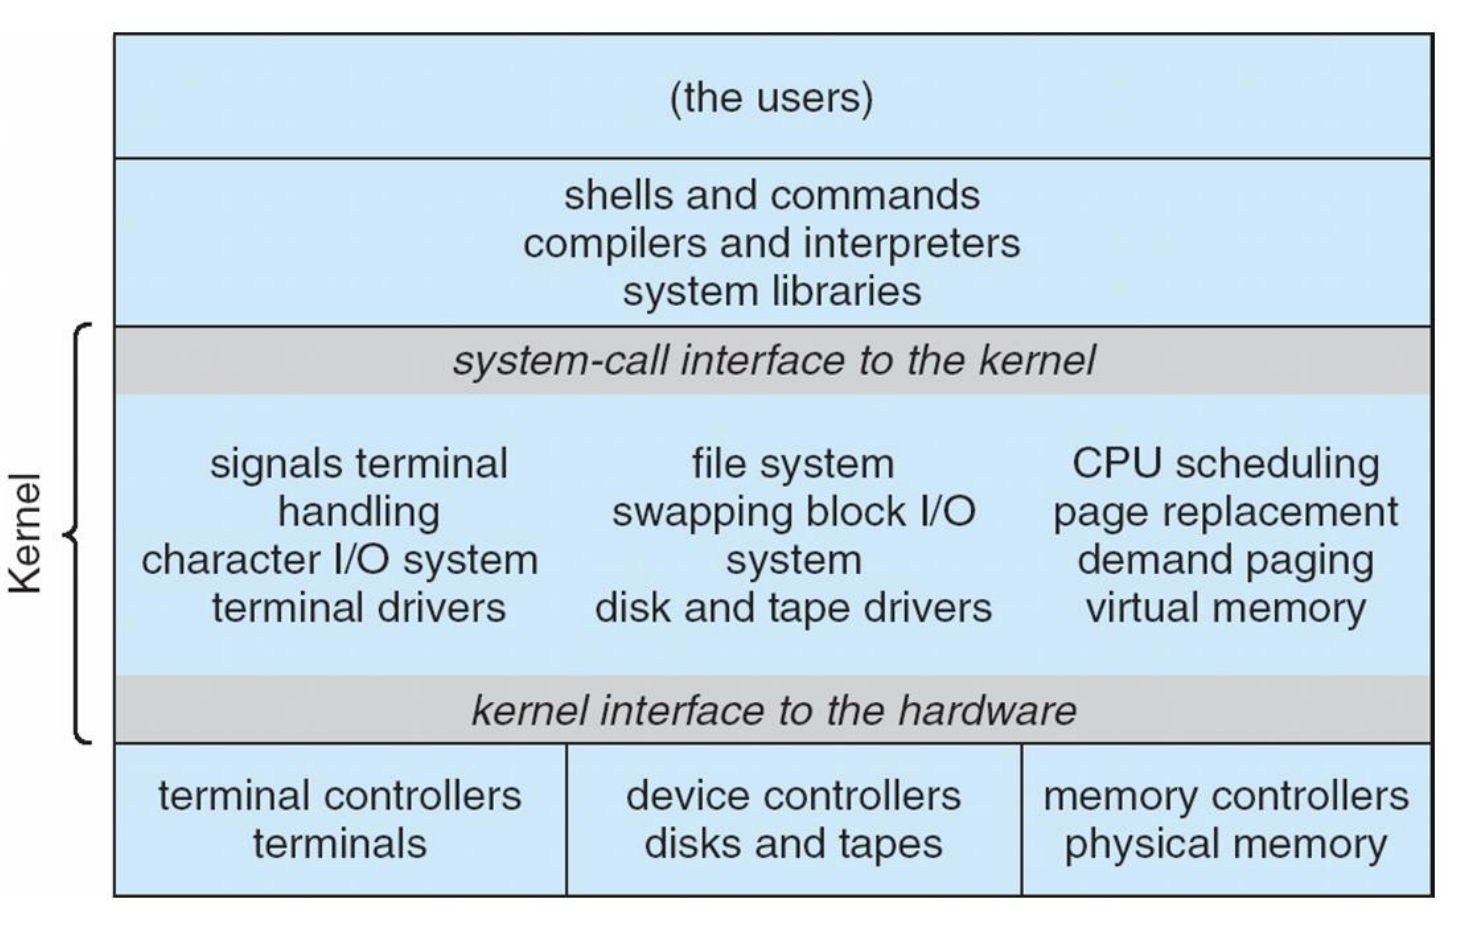 (the users)
shells and commands
compilers and interpreters
system libraries
Kernel
system-call interface to the kernel
signals terminal
handling
character I/O system
terminal drivers
file system
swapping block I/O
system
disk and tape drivers
CPU scheduling
page replacement
demand paging
virtual memory
kernel interface to the hardware
terminal controllers
terminals
device controllers
disks and tapes
memory controllers
physical memory